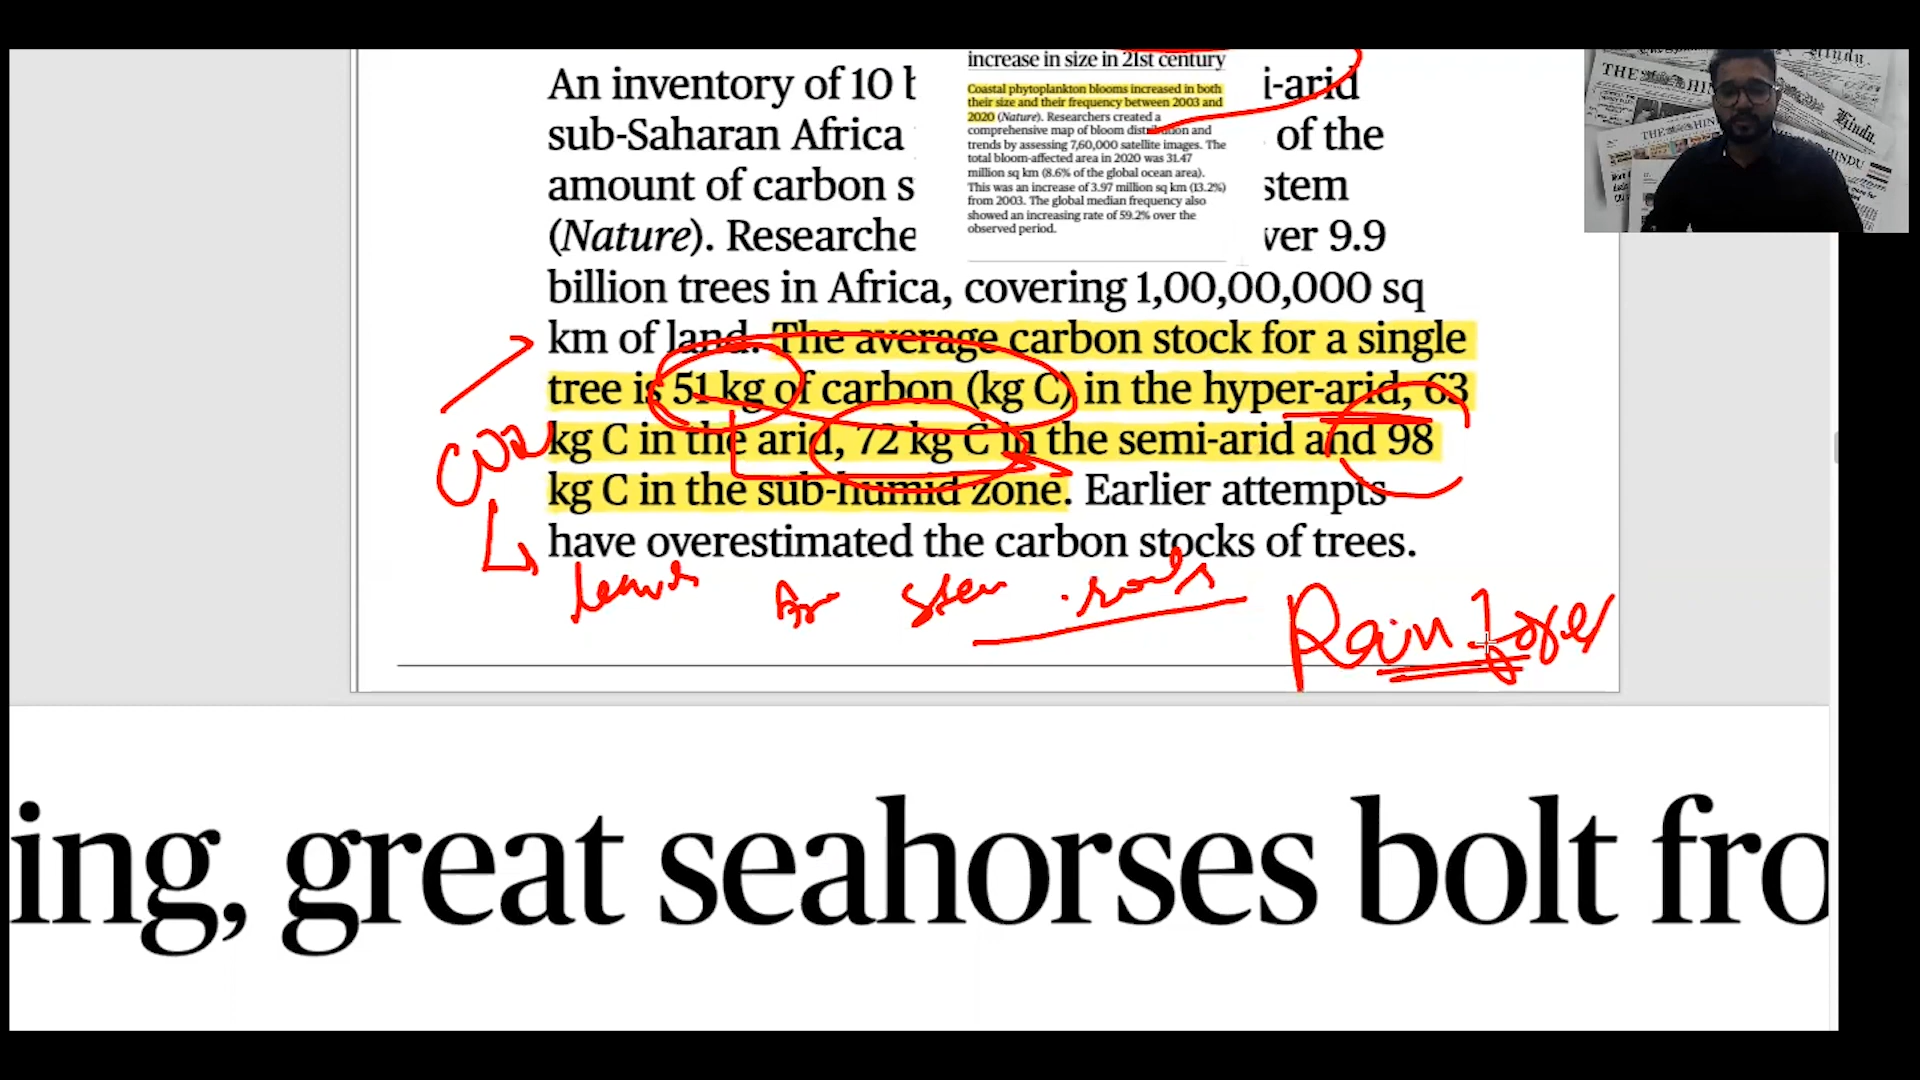 increase in size in 21st century
Coastal phytoplankton blooms increased in both
their size and their frequency between 2003 and
2020 (Nature). Researchers created a
comprehensive map of bloom distribution and
trends by assessing 7,60,000 satellite images. The
total bloom-affected area in 2020 was 31.47
million sq km (8.6% of the global ocean area).
This was an increase of 3.97 million sq km (13.2%)
from 2003. The global median frequency also
showed an increasing rate of 59.2% over the
observed period.
An inventory of 10 b i-arid
sub-Saharan Africa of the
amount of carbon s stem
(Nature). Researche ver 9.9
billion trees in Africa, covering 1,00,00,000 sq
km of land. The average carbon stock for a single
tree is 51 kg of carbon (kg C) in the hyper-arid, 63
kg C in the arid, 72 kg C in the semi-arid and 98
kg C in the sub-humid zone. Earlier attempts
have overestimated the carbon stocks of trees.
Rain fores
ing, great seahorses bolt fro
THE HINDU
Hindu.